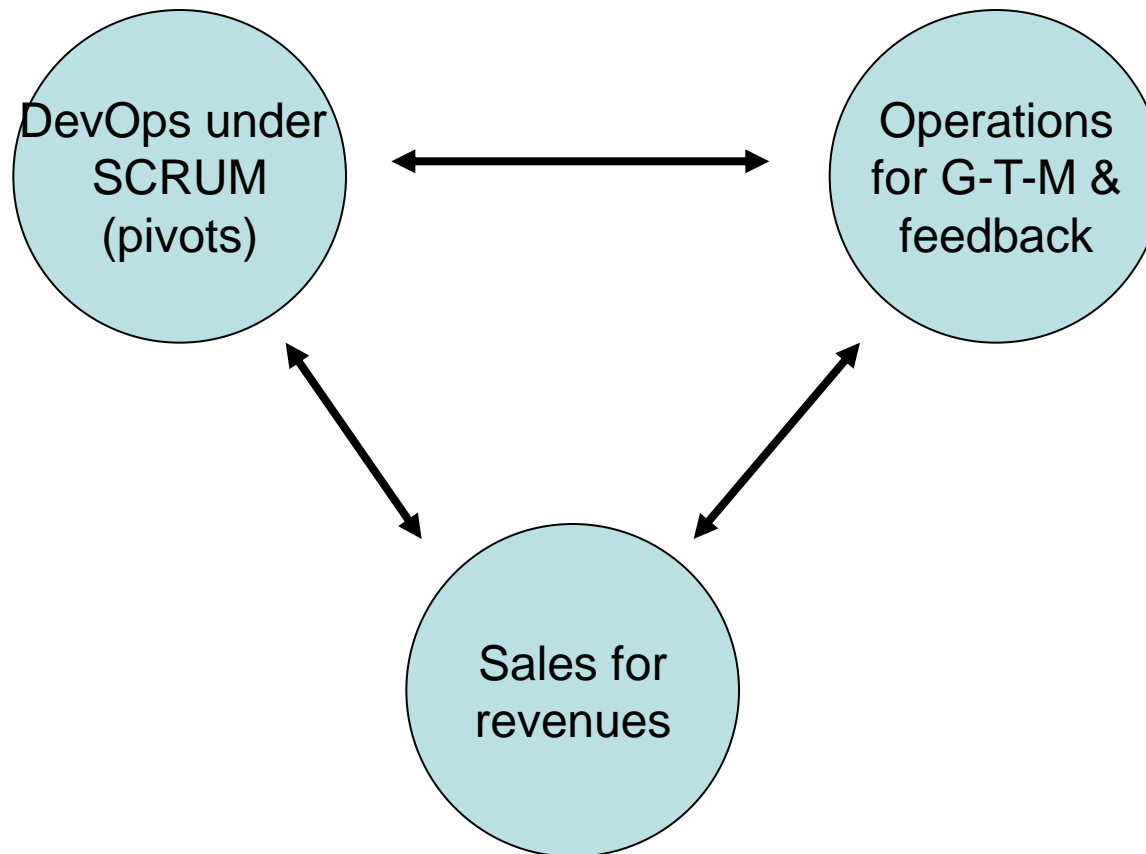 DevOps under
SCRUM
(pivots)
Operations
for G-T-M &
feedback
Sales for
revenues